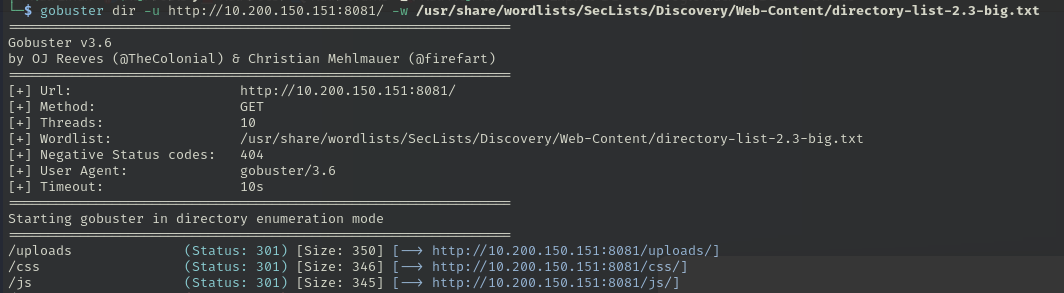 $ gobuster dir -u http://10.200.150.151:8081/ -w /usr/share/wordlists/SecLists/Discovery/Web-Content/directory-list-2.3-big.txt
Gobuster v3.6
by OJ Reeves (@TheColonial) & Christian Mehlmauer (@firefart)
[+] Url: http://10.200.150.151:8081/
[+] Method: GET
[+] Threads: 10
[+] Wordlist: /usr/share/wordlists/SecLists/Discovery/Web-Content/directory-list-2.3-big.txt
[+] Negative Status codes: 404
[+] User Agent: gobuster/3.6
[+] Timeout: 10s
Starting gobuster in directory enumeration mode
/uploads (Status: 301) [Size: 350] [--> http://10.200.150.151:8081/uploads/]
/css (Status: 301) [Size: 346] [--> http://10.200.150.151:8081/css/]
/js (Status: 301) [Size: 345] [--> http://10.200.150.151:8081/js/]